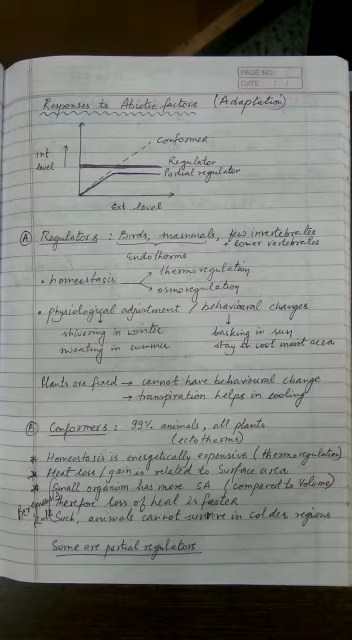 PAGE NO:
DATE: / /
Responses to Abiotic factors (Adaptation)
Conformer
Int level
Regulator
Partial regulator
Ext level
(A) Regulators : Birds, mammals, few invertebrates
+ lower vertebrates
Endotherms
• homeostasis
thermoregulation
osmoregulation
• physiological adjustment / behavioural changes
shivering in winter
basking in sun
sweating in summer
stay in cool moist area
Plants are fixed → cannot have behavioural change
→ transpiration helps in cooling
(B) Conformers : 99% animals, all plants
(ectotherms)
* Homeostasis is energetically expensive (thermoregulation)
* Heat loss / gain is related to Surface area
* Small organism has more SA (compared to Volume)
Therefore loss of heat is faster
Such, animals cannot survive in colder regions
Some are partial regulators